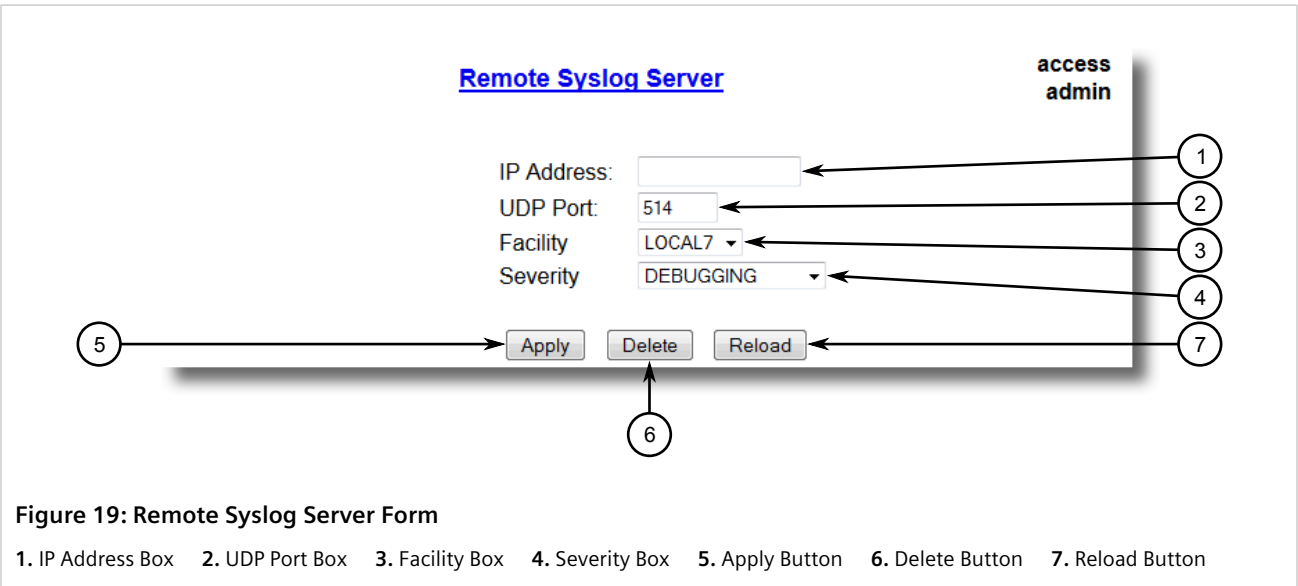 Remote Syslog Server
access
admin
IP Address:
1
UDP Port: 514
2
Facility LOCAL7
3
Severity DEBUGGING
4
5
Apply Delete Reload
7
6
Figure 19: Remote Syslog Server Form
1. IP Address Box 2. UDP Port Box 3. Facility Box 4. Severity Box 5. Apply Button 6. Delete Button 7. Reload Button